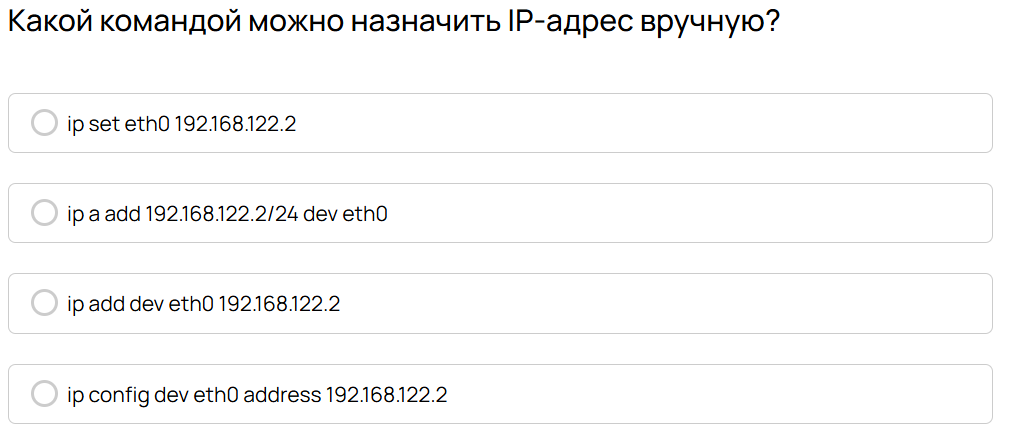 Какой командой можно назначить IP-адрес вручную?
ip set eth0 192.168.122.2
ip a add 192.168.122.2/24 dev eth0
ip add dev eth0 192.168.122.2
ip config dev eth0 address 192.168.122.2